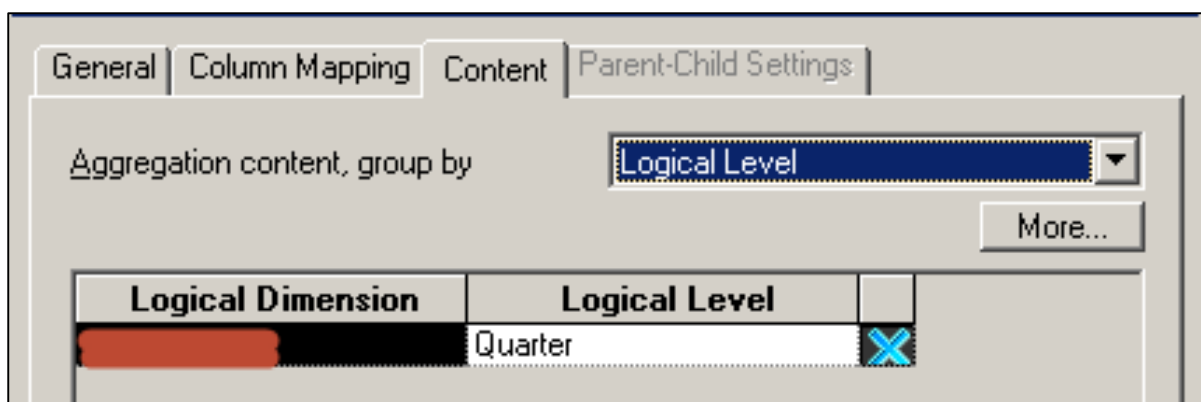 General Column Mapping Content Parent-Child Settings
Aggregation content, group by Logical Level
More...
Logical Dimension Logical Level
Quarter